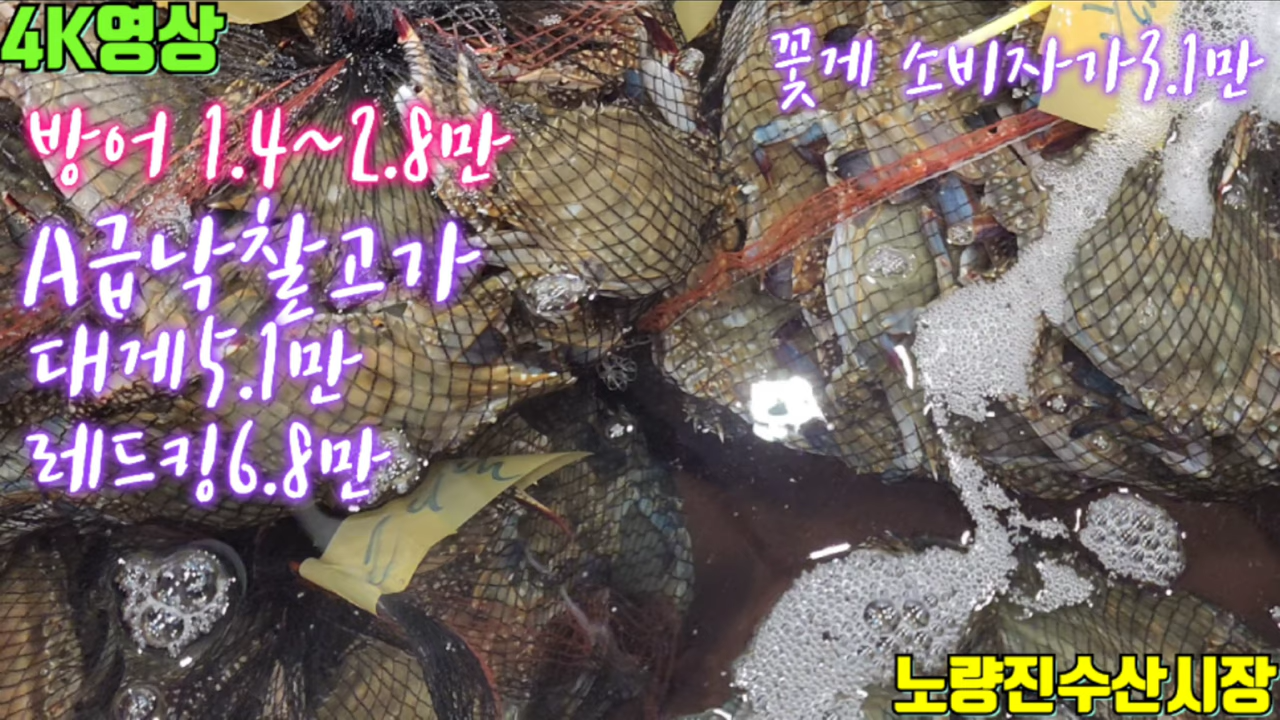 4K영상
꽃게 소비자가3.1만
방어 1.4~2.8만
A급낙찰고가
대게5.1만
레드킹6.8만
노량진수산시장